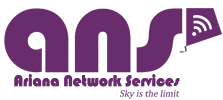 ans
Ariana Network Services
Sky is the limit